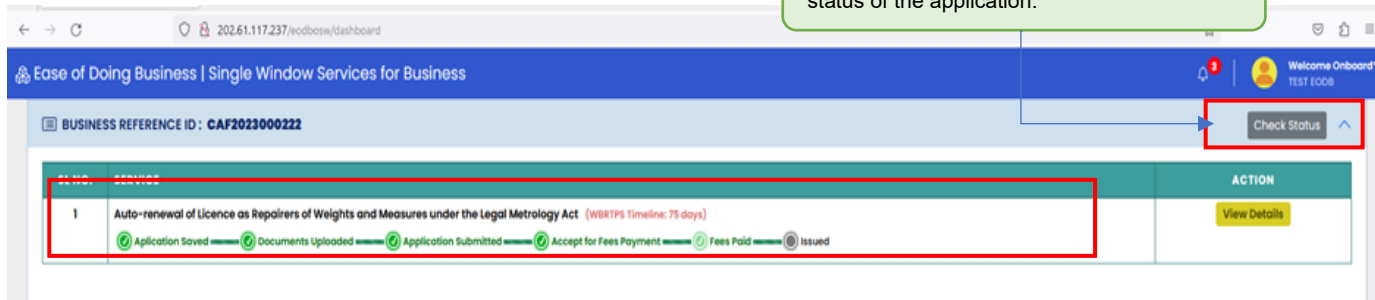 status of the application.
202.61.117.237/eodbosw/dashboard
Ease of Doing Business | Single Window Services for Business
3
Welcome Onboard'
TEST EODB
BUSINESS REFERENCE ID : CAF2023000222
Check Status
SL NO. SERVICE ACTION
1 Auto-renewal of Licence as Repairers of Weights and Measures under the Legal Metrology Act (WBRTPS Timeline: 75 days) View Details
Aplication Saved Documents Uploaded Application Submitted Accept for Fees Payment Fees Paid Issued